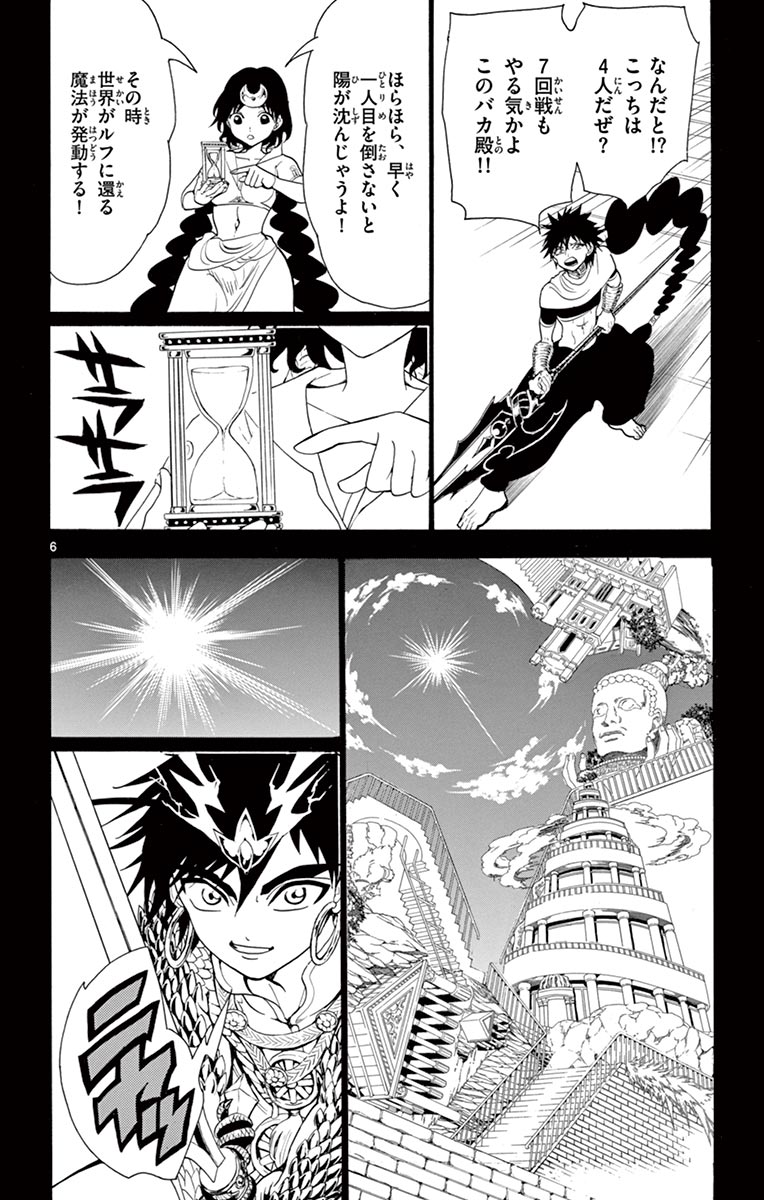 なんだと!?
こっちは
4人だぜ?
7回戦も
やる気かよ
このバカ殿!!
ほらほら、早く
一人目を倒さないと
陽が沈んじゃうよ!
その時
世界がルフに還る
魔法が発動する!
サラサラ
6
ニヤッ